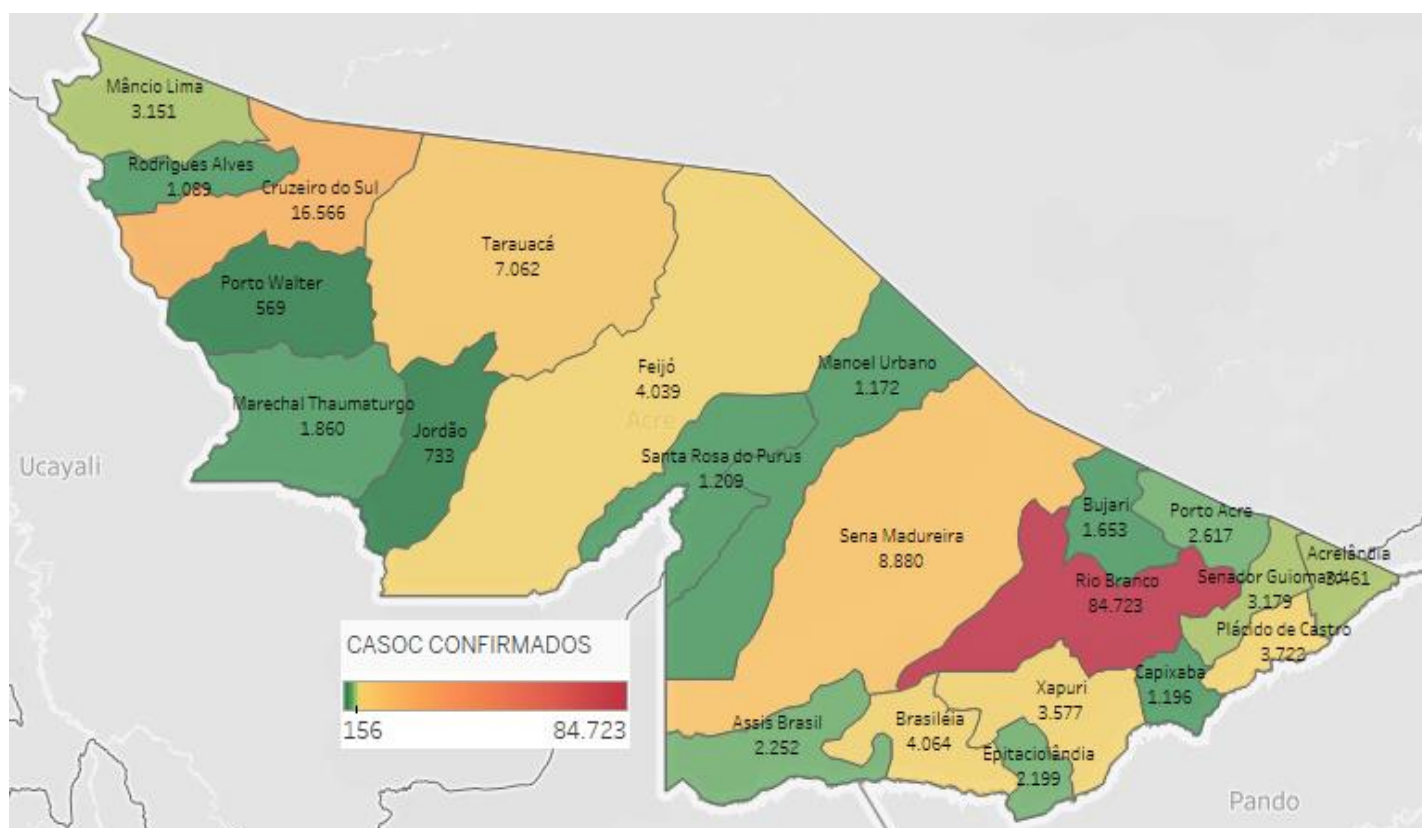 Mâncio Lima
3.151
Rodrigues Alves
1.089
Cruzeiro do Sul
16.566
Tarauacá
7.062
Porto Walter
569
Feijó
4.039
Acre
Manoel Urbano
1.172
Marechal Thaumaturgo
1.860
Jordão
733
Ucayali
Santa Rosa do Purus
1.209
Sena Madureira
8.880
Bujari
1.653
Porto Acre
2.617
Acrelândia
3.461
Rio Branco
84.723
Senador Guiomard
3.179
Plácido de Castro
3.722
Capixaba
1.196
Xapuri
3.577
Assis Brasil
2.252
Brasiléia
4.064
Epitaciolândia
2.199
Pando
CASOC CONFIRMADOS
156 84.723